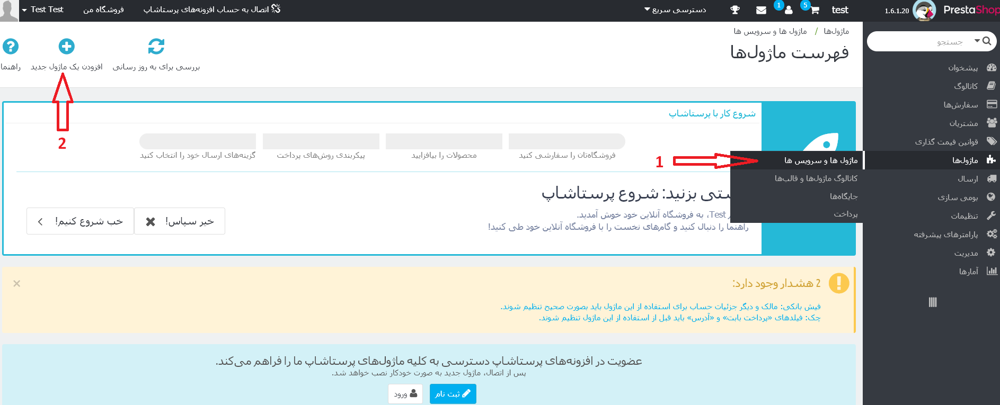 PrestaShop 1.6.1.20 test 5 1 دسترسی سریع اتصال به حساب افزونه‌های پرستاشاپ فروشگاه من Test Test
جستجو
پیشخوان
کاتالوگ
سفارش‌ها
مشتریان
قوانین قیمت گذاری
ماژول‌ها
ارسال
بومی سازی
تنظیمات
پارامترهای پیشرفته
مدیریت
آمارها
ماژول ها و سرویس ها
کاتالوگ ماژول‌ها و قالب‌ها
جایگاه‌ها
پرداخت
1
ماژول‌ها / ماژول ها و سرویس ها
فهرست ماژول‌ها
بررسی برای به روز رسانی
افزودن یک ماژول جدید
راهنما
2
شروع کار با پرستاشاپ
فروشگاه‌تان را سفارشی کنید
محصولات را بیافزایید
پیکربندی روش‌های پرداخت
گزینه‌های ارسال خود را انتخاب کنید
ستی بزنید: شروع پرستاشاپ
Test، به فروشگاه آنلاین خود خوش آمدید.
راهنما را دنبال کنید و گام‌های نخست را با فروشگاه آنلاین خود طی کنید!
خیر سپاس!
خب شروع کنیم!
2 هشدار وجود دارد:
فیش بانکی: مالک و دیگر جزئیات حساب برای استفاده از این ماژول باید بصورت صحیح تنظیم شوند.
چک: فیلدهای «پرداخت بابت» و «آدرس» باید قبل از استفاده از این ماژول تنظیم شوند.
عضویت در افزونه‌های پرستاشاپ دسترسی به کلیه ماژول‌های پرستاشاپ ما را فراهم می‌کند.
پس از اتصال، ماژول جدید به صورت خودکار نصب خواهد شد.
ثبت نام
ورود